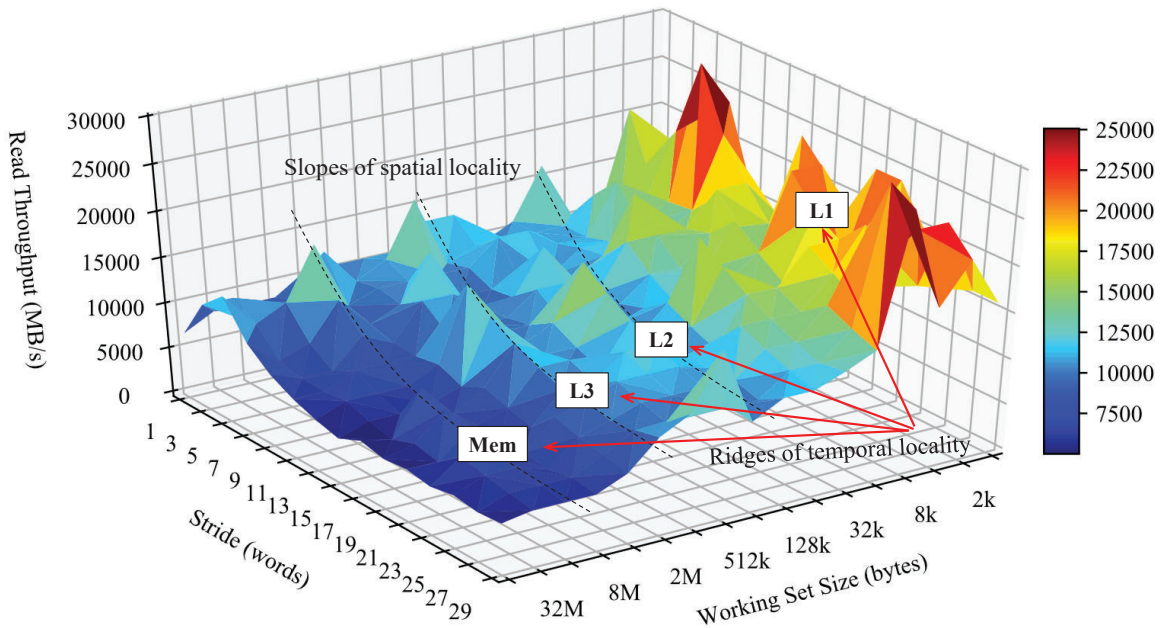 Read Throughput (MB/s)
30000
25000
20000
15000
10000
5000
0
Slopes of spatial locality
L1
L2
L3
Mem
Ridges of temporal locality
1
3
5
7
9
11
13
15
17
19
21
23
25
27
29
Stride (words)
32M
8M
2M
512k
128k
32k
8k
2k
Working Set Size (bytes)
25000
22500
20000
17500
15000
12500
10000
7500